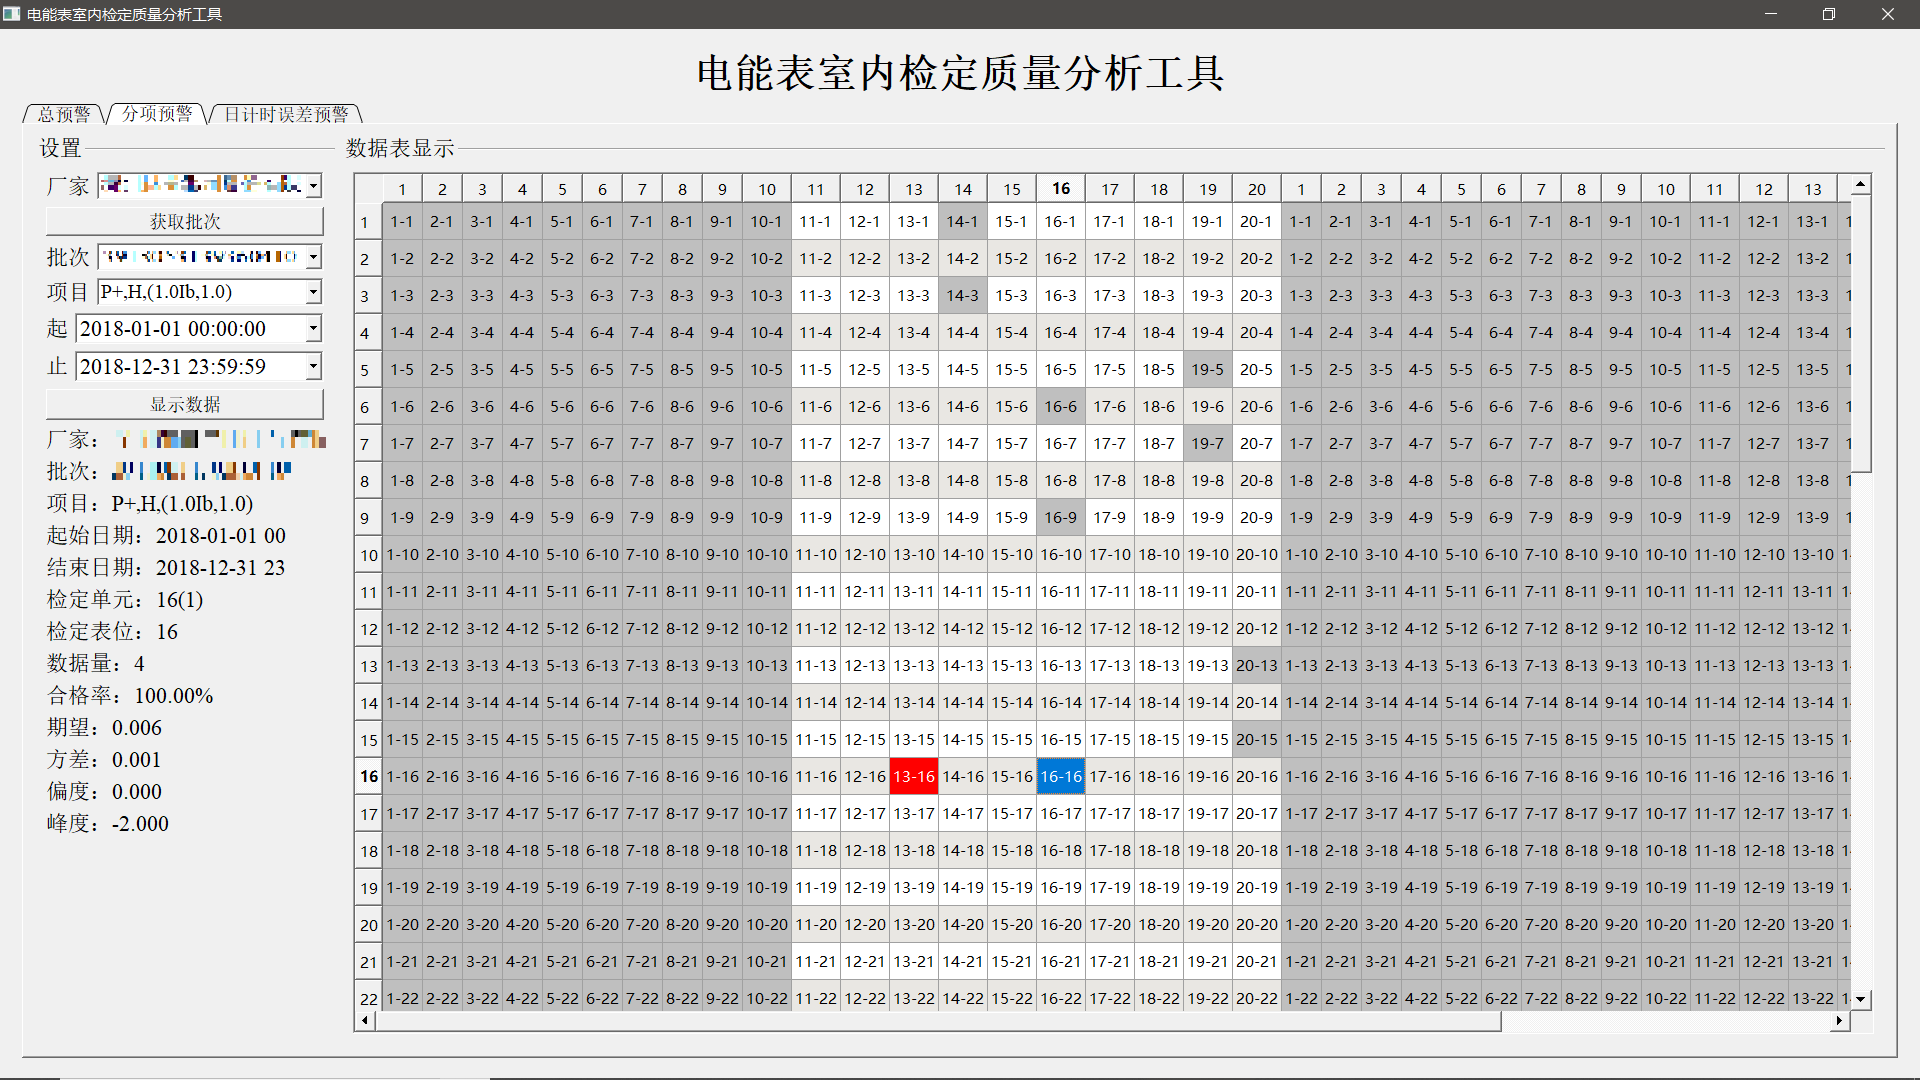 电能表室内检定质量分析工具
电能表室内检定质量分析工具
总预警 分项预警 日计时误差预警
设置
厂家
获取批次
批次
项目 P+,H,(1.0Ib,1.0)
起 2018-01-01 00:00:00
止 2018-12-31 23:59:59
显示数据
厂家：
批次：
项目：P+,H,(1.0Ib,1.0)
起始日期：2018-01-01 00
结束日期：2018-12-31 23
检定单元：16(1)
检定表位：16
数据量：4
合格率：100.00%
期望：0.006
方差：0.001
偏度：0.000
峰度：-2.000
数据表显示
1 2 3 4 5 6 7 8 9 10 11 12 13 14 15 16 17 18 19 20 1 2 3 4 5 6 7 8 9 10 11 12 13
1 1-1 2-1 3-1 4-1 5-1 6-1 7-1 8-1 9-1 10-1 11-1 12-1 13-1 14-1 15-1 16-1 17-1 18-1 19-1 20-1 1-1 2-1 3-1 4-1 5-1 6-1 7-1 8-1 9-1 10-1 11-1 12-1 13-1
2 1-2 2-2 3-2 4-2 5-2 6-2 7-2 8-2 9-2 10-2 11-2 12-2 13-2 14-2 15-2 16-2 17-2 18-2 19-2 20-2 1-2 2-2 3-2 4-2 5-2 6-2 7-2 8-2 9-2 10-2 11-2 12-2 13-2
3 1-3 2-3 3-3 4-3 5-3 6-3 7-3 8-3 9-3 10-3 11-3 12-3 13-3 14-3 15-3 16-3 17-3 18-3 19-3 20-3 1-3 2-3 3-3 4-3 5-3 6-3 7-3 8-3 9-3 10-3 11-3 12-3 13-3
4 1-4 2-4 3-4 4-4 5-4 6-4 7-4 8-4 9-4 10-4 11-4 12-4 13-4 14-4 15-4 16-4 17-4 18-4 19-4 20-4 1-4 2-4 3-4 4-4 5-4 6-4 7-4 8-4 9-4 10-4 11-4 12-4 13-4
5 1-5 2-5 3-5 4-5 5-5 6-5 7-5 8-5 9-5 10-5 11-5 12-5 13-5 14-5 15-5 16-5 17-5 18-5 19-5 20-5 1-5 2-5 3-5 4-5 5-5 6-5 7-5 8-5 9-5 10-5 11-5 12-5 13-5
6 1-6 2-6 3-6 4-6 5-6 6-6 7-6 8-6 9-6 10-6 11-6 12-6 13-6 14-6 15-6 16-6 17-6 18-6 19-6 20-6 1-6 2-6 3-6 4-6 5-6 6-6 7-6 8-6 9-6 10-6 11-6 12-6 13-6
7 1-7 2-7 3-7 4-7 5-7 6-7 7-7 8-7 9-7 10-7 11-7 12-7 13-7 14-7 15-7 16-7 17-7 18-7 19-7 20-7 1-7 2-7 3-7 4-7 5-7 6-7 7-7 8-7 9-7 10-7 11-7 12-7 13-7
8 1-8 2-8 3-8 4-8 5-8 6-8 7-8 8-8 9-8 10-8 11-8 12-8 13-8 14-8 15-8 16-8 17-8 18-8 19-8 20-8 1-8 2-8 3-8 4-8 5-8 6-8 7-8 8-8 9-8 10-8 11-8 12-8 13-8
9 1-9 2-9 3-9 4-9 5-9 6-9 7-9 8-9 9-9 10-9 11-9 12-9 13-9 14-9 15-9 16-9 17-9 18-9 19-9 20-9 1-9 2-9 3-9 4-9 5-9 6-9 7-9 8-9 9-9 10-9 11-9 12-9 13-9
10 1-10 2-10 3-10 4-10 5-10 6-10 7-10 8-10 9-10 10-10 11-10 12-10 13-10 14-10 15-10 16-10 17-10 18-10 19-10 20-10 1-10 2-10 3-10 4-10 5-10 6-10 7-10 8-10 9-10 10-10 11-10 12-10 13-10
11 1-11 2-11 3-11 4-11 5-11 6-11 7-11 8-11 9-11 10-11 11-11 12-11 13-11 14-11 15-11 16-11 17-11 18-11 19-11 20-11 1-11 2-11 3-11 4-11 5-11 6-11 7-11 8-11 9-11 10-11 11-11 12-11 13-11
12 1-12 2-12 3-12 4-12 5-12 6-12 7-12 8-12 9-12 10-12 11-12 12-12 13-12 14-12 15-12 16-12 17-12 18-12 19-12 20-12 1-12 2-12 3-12 4-12 5-12 6-12 7-12 8-12 9-12 10-12 11-12 12-12 13-12
13 1-13 2-13 3-13 4-13 5-13 6-13 7-13 8-13 9-13 10-13 11-13 12-13 13-13 14-13 15-13 16-13 17-13 18-13 19-13 20-13 1-13 2-13 3-13 4-13 5-13 6-13 7-13 8-13 9-13 10-13 11-13 12-13 13-13
14 1-14 2-14 3-14 4-14 5-14 6-14 7-14 8-14 9-14 10-14 11-14 12-14 13-14 14-14 15-14 16-14 17-14 18-14 19-14 20-14 1-14 2-14 3-14 4-14 5-14 6-14 7-14 8-14 9-14 10-14 11-14 12-14 13-14
15 1-15 2-15 3-15 4-15 5-15 6-15 7-15 8-15 9-15 10-15 11-15 12-15 13-15 14-15 15-15 16-15 17-15 18-15 19-15 20-15 1-15 2-15 3-15 4-15 5-15 6-15 7-15 8-15 9-15 10-15 11-15 12-15 13-15
16 1-16 2-16 3-16 4-16 5-16 6-16 7-16 8-16 9-16 10-16 11-16 12-16 13-16 14-16 15-16 16-16 17-16 18-16 19-16 20-16 1-16 2-16 3-16 4-16 5-16 6-16 7-16 8-16 9-16 10-16 11-16 12-16 13-16
17 1-17 2-17 3-17 4-17 5-17 6-17 7-17 8-17 9-17 10-17 11-17 12-17 13-17 14-17 15-17 16-17 17-17 18-17 19-17 20-17 1-17 2-17 3-17 4-17 5-17 6-17 7-17 8-17 9-17 10-17 11-17 12-17 13-17
18 1-18 2-18 3-18 4-18 5-18 6-18 7-18 8-18 9-18 10-18 11-18 12-18 13-18 14-18 15-18 16-18 17-18 18-18 19-18 20-18 1-18 2-18 3-18 4-18 5-18 6-18 7-18 8-18 9-18 10-18 11-18 12-18 13-18
19 1-19 2-19 3-19 4-19 5-19 6-19 7-19 8-19 9-19 10-19 11-19 12-19 13-19 14-19 15-19 16-19 17-19 18-19 19-19 20-19 1-19 2-19 3-19 4-19 5-19 6-19 7-19 8-19 9-19 10-19 11-19 12-19 13-19
20 1-20 2-20 3-20 4-20 5-20 6-20 7-20 8-20 9-20 10-20 11-20 12-20 13-20 14-20 15-20 16-20 17-20 18-20 19-20 20-20 1-20 2-20 3-20 4-20 5-20 6-20 7-20 8-20 9-20 10-20 11-20 12-20 13-20
21 1-21 2-21 3-21 4-21 5-21 6-21 7-21 8-21 9-21 10-21 11-21 12-21 13-21 14-21 15-21 16-21 17-21 18-21 19-21 20-21 1-21 2-21 3-21 4-21 5-21 6-21 7-21 8-21 9-21 10-21 11-21 12-21 13-21
22 1-22 2-22 3-22 4-22 5-22 6-22 7-22 8-22 9-22 10-22 11-22 12-22 13-22 14-22 15-22 16-22 17-22 18-22 19-22 20-22 1-22 2-22 3-22 4-22 5-22 6-22 7-22 8-22 9-22 10-22 11-22 12-22 13-22